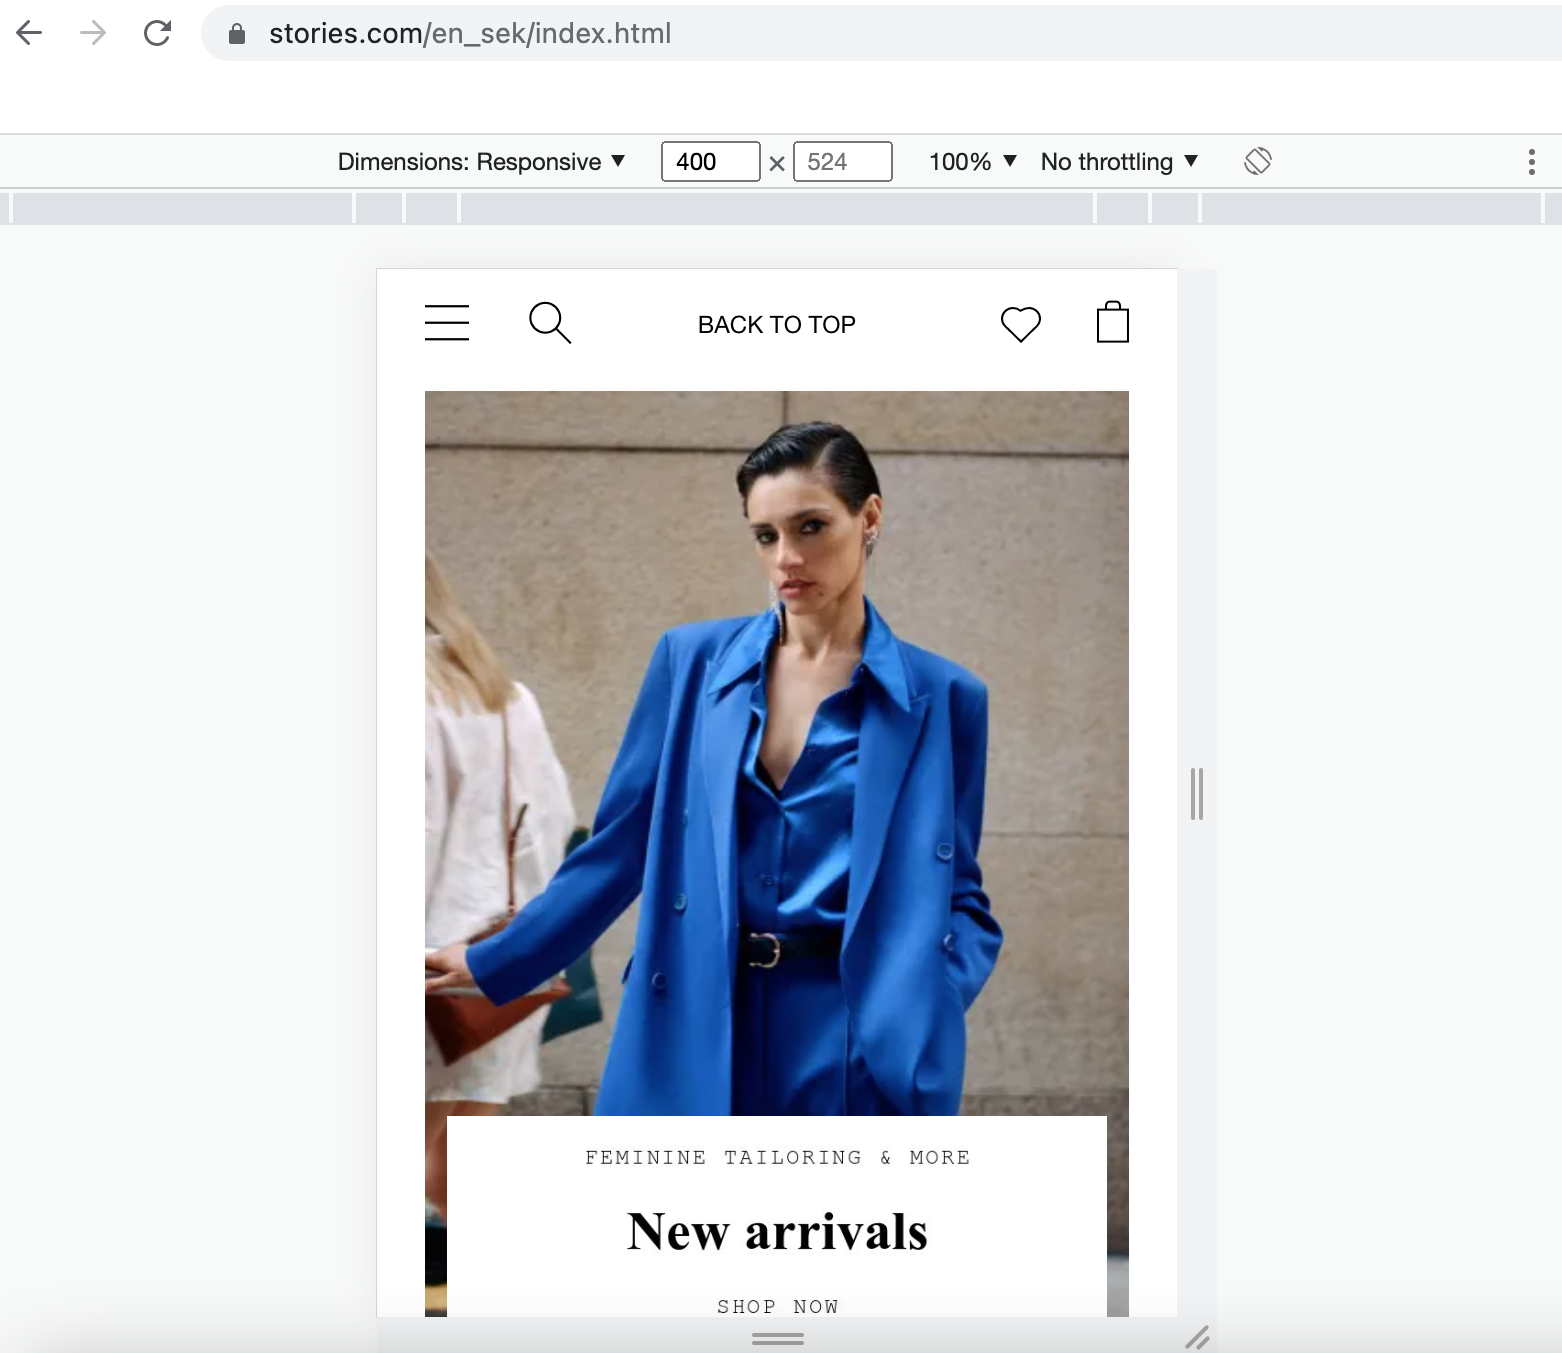 stories.com/en_sek/index.html
Dimensions: Responsive ▼ 400 × 524 100% ▼ No throttling ▼
BACK TO TOP
FEMININE TAILORING & MORE
New arrivals
SHOP NOW